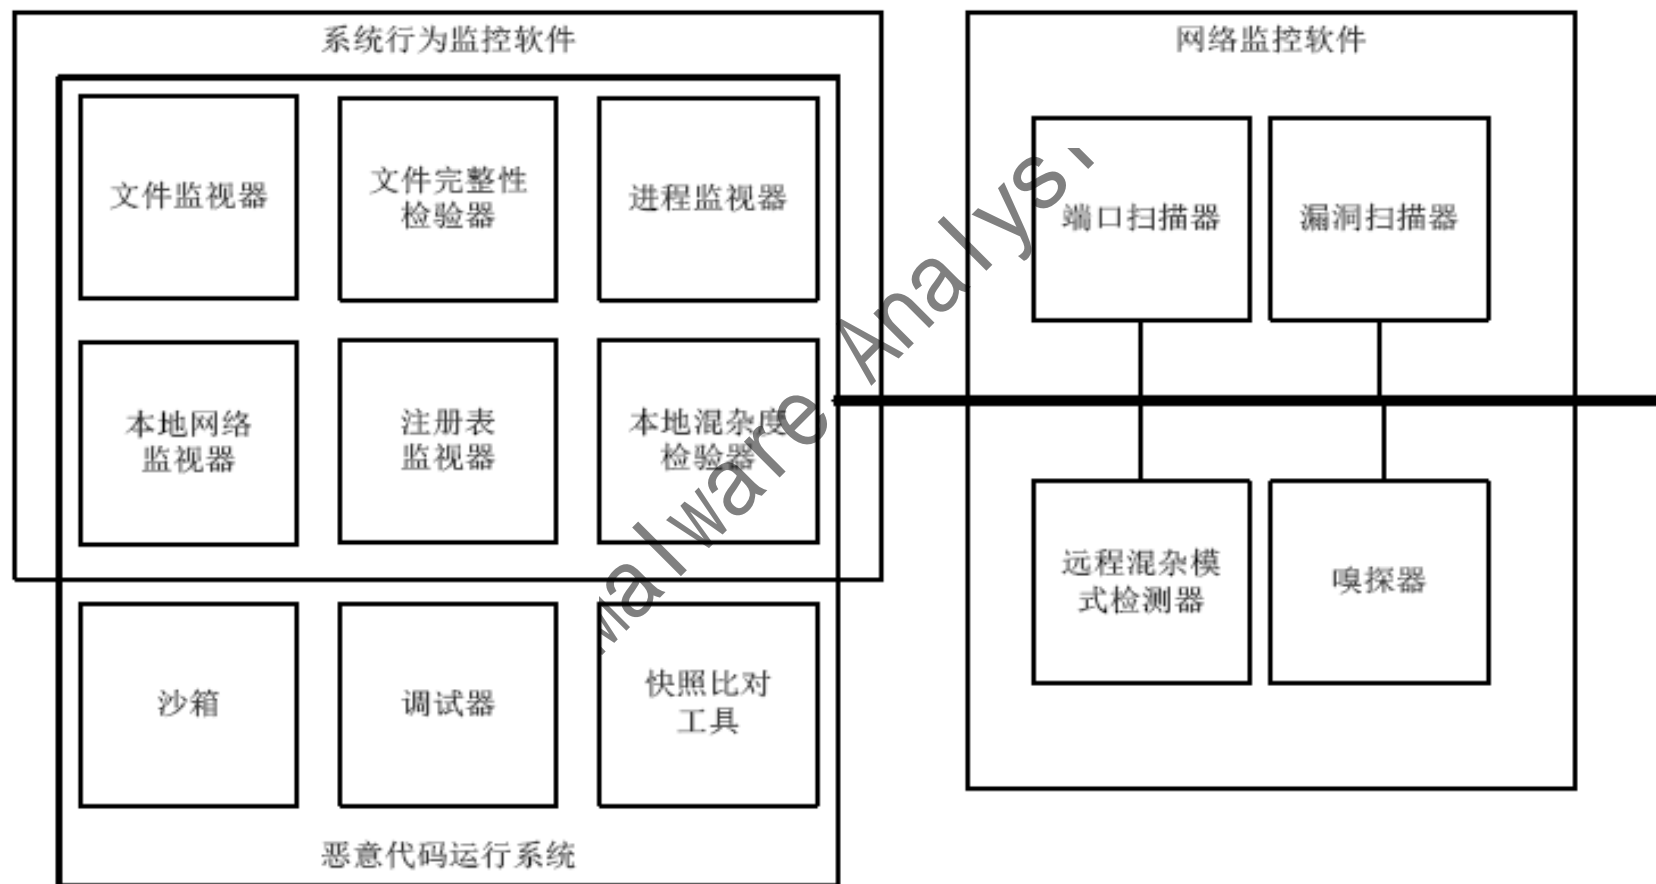 系统行为监控软件
网络监控软件
文件监视器
文件完整性
检验器
进程监视器
端口扫描器
漏洞扫描器
本地网络
监视器
注册表
监视器
本地混杂度
检验器
远程混杂模
式检测器
嗅探器
沙箱
调试器
快照比对
工具
恶意代码运行系统
Malware Analyst